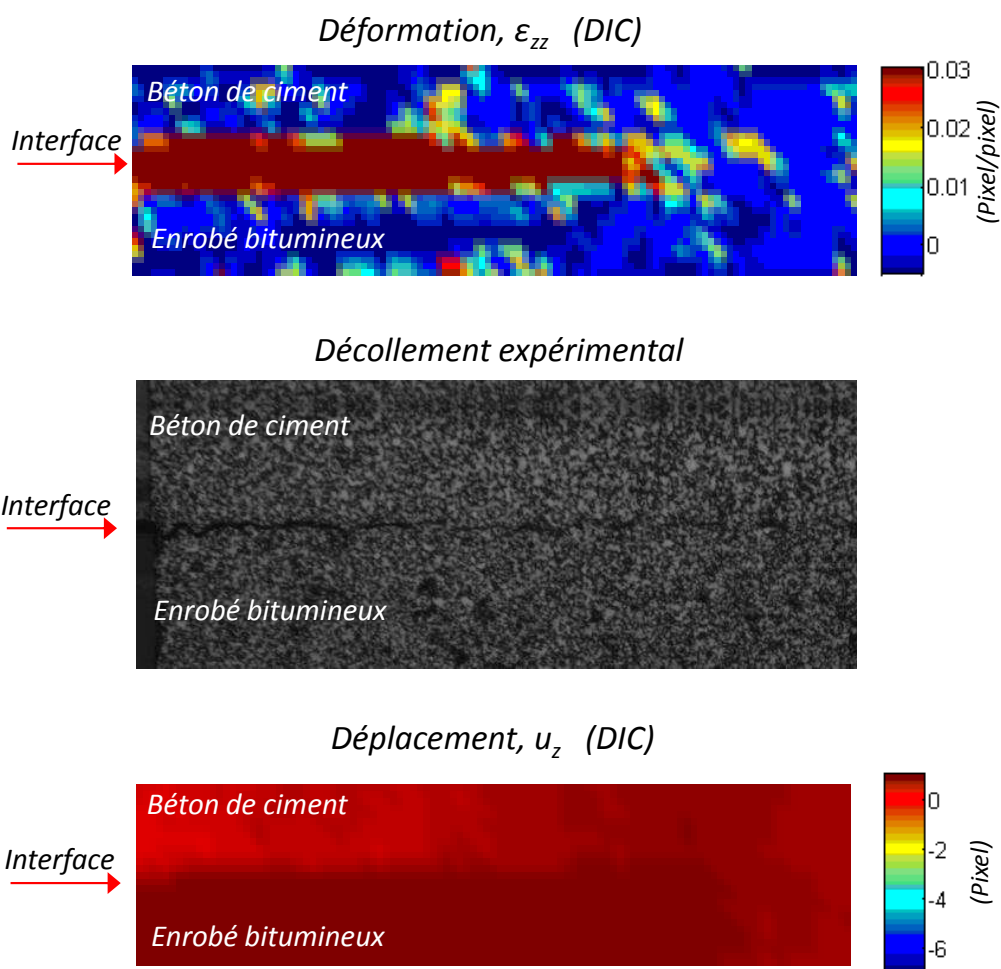 Déformation, εzz (DIC)
Béton de ciment
Interface
Enrobé bitumineux
0.03
0.02
0.01
0
(Pixel/pixel)
Décollement expérimental
Béton de ciment
Interface
Enrobé bitumineux
Déplacement, uz (DIC)
Béton de ciment
Interface
Enrobé bitumineux
0
-2
-4
-6
(Pixel)